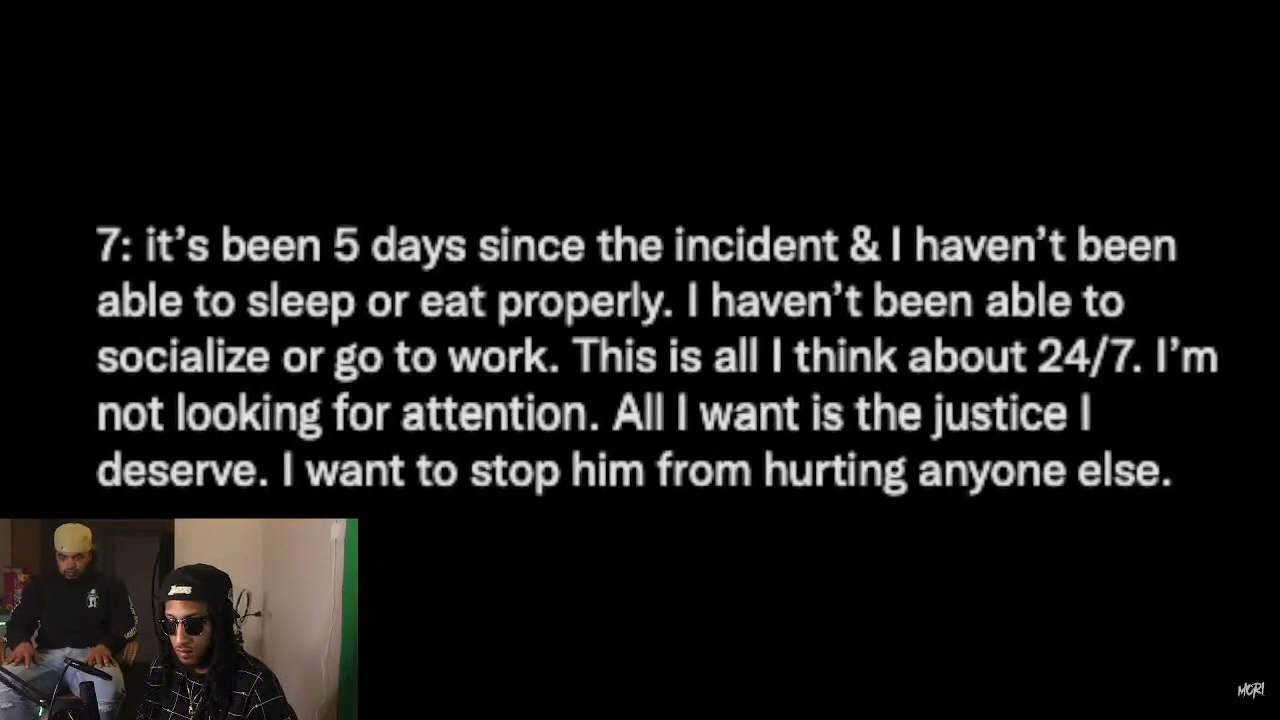 7: it’s been 5 days since the incident & I haven’t been
able to sleep or eat properly. I haven’t been able to
socialize or go to work. This is all I think about 24/7. I’m
not looking for attention. All I want is the justice I
deserve. I want to stop him from hurting anyone else.
MORI